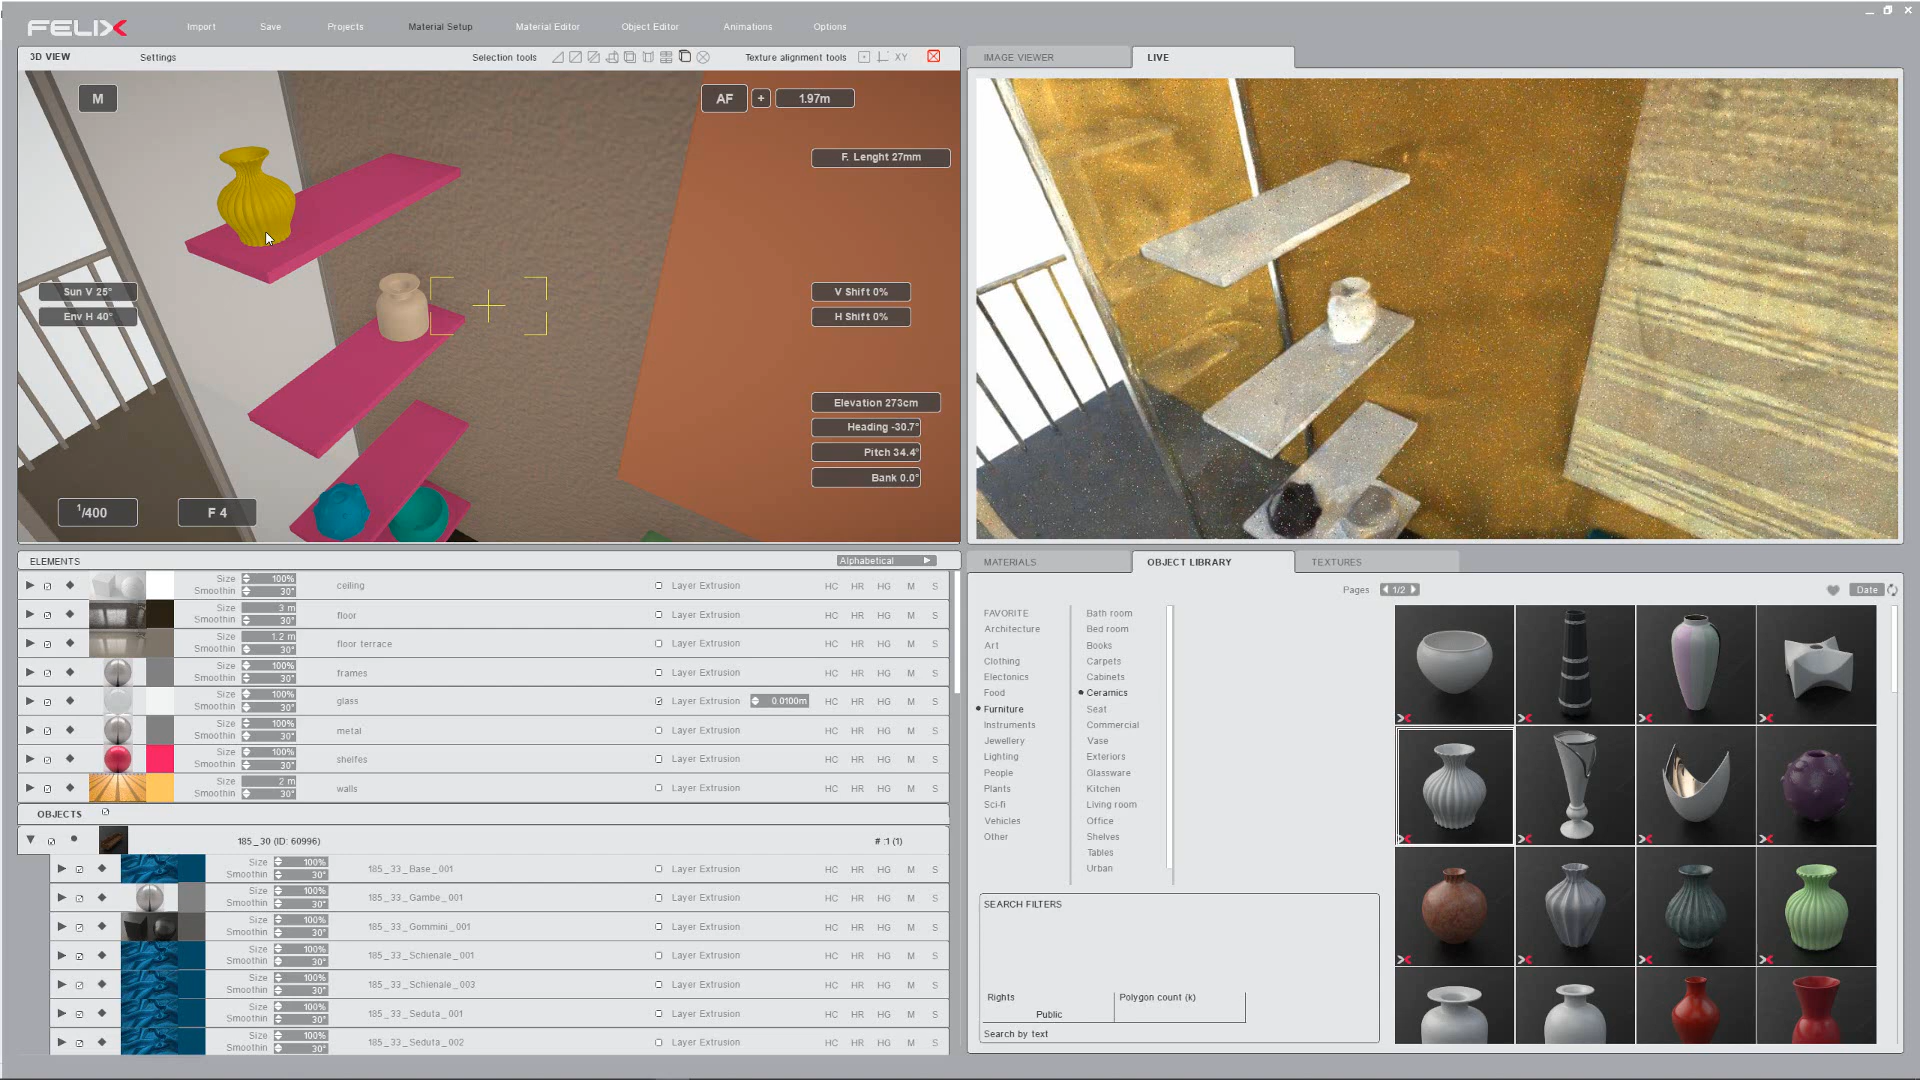 FELIX
Import Save Projects Material Setup Material Editor Object Editor Animations Options
3D VIEW Settings Selection tools Texture alignment tools XY
M AF + 1.97m
F. Lenght 27mm
Sun V 25° V Shift 0%
Env H 40° H Shift 0%
Elevation 273cm
Heading -30.7°
Pitch 34.4°
Bank 0.0°
1/400 F 4
IMAGE VIEWER LIVE
ELEMENTS Alphabetical
Size 100%
Smoothin 30° ceiling Layer Extrusion HC HR HG M S
Size 3 m
Smoothin 30° floor Layer Extrusion HC HR HG M S
Size 1.2 m
Smoothin 30° floor terrace Layer Extrusion HC HR HG M S
Size 100%
Smoothin 30° frames Layer Extrusion HC HR HG M S
Size 100%
Smoothin 30° glass Layer Extrusion 0.0100m HC HR HG M S
Size 100%
Smoothin 30° metal Layer Extrusion HC HR HG M S
Size 100%
Smoothin 30° shelfes Layer Extrusion HC HR HG M S
Size 2 m
Smoothin 30° walls Layer Extrusion HC HR HG M S
OBJECTS
185_30 (ID: 60996) # :1 (1)
Size 100%
Smoothin 30° 185_33_Base_001 Layer Extrusion HC HR HG M S
Size 100%
Smoothin 30° 185_33_Gambe_001 Layer Extrusion HC HR HG M S
Size 100%
Smoothin 30° 185_33_Gommini_001 Layer Extrusion HC HR HG M S
Size 100%
Smoothin 30° 185_33_Schienale_001 Layer Extrusion HC HR HG M S
Size 100%
Smoothin 30° 185_33_Schienale_003 Layer Extrusion HC HR HG M S
Size 100%
Smoothin 30° 185_33_Seduta_001 Layer Extrusion HC HR HG M S
Size 100%
Smoothin 30° 185_33_Seduta_002 Layer Extrusion HC HR HG M S
MATERIALS OBJECT LIBRARY TEXTURES
Pages 1/2 Date
FAVORITE
Architecture
Art
Clothing
Electonics
Food
Furniture
Instruments
Jewellery
Lighting
People
Plants
Sci-fi
Vehicles
Other
Bath room
Bed room
Books
Carpets
Cabinets
Ceramics
Seat
Commercial
Vase
Exteriors
Glassware
Kitchen
Living room
Office
Shelves
Tables
Urban
SEARCH FILTERS
Rights Polygon count (k)
Public
Search by text